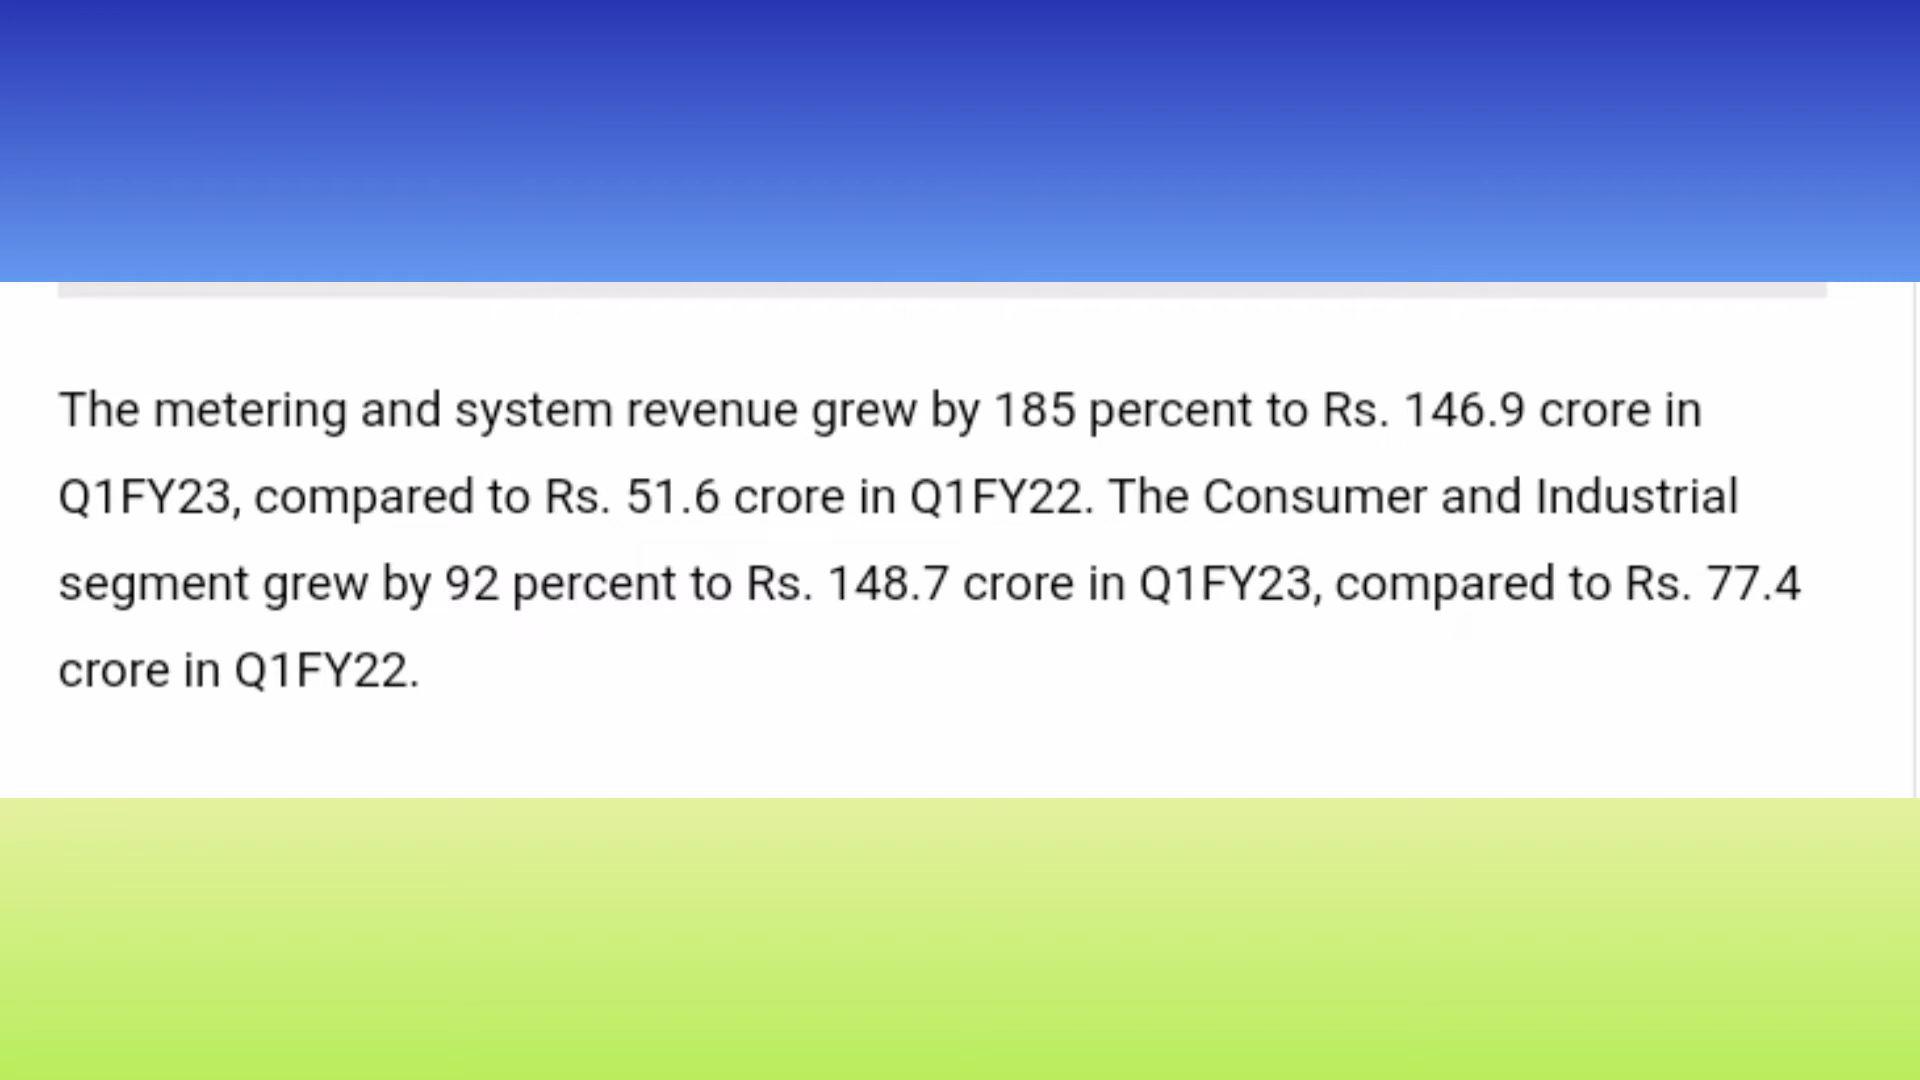 The metering and system revenue grew by 185 percent to Rs. 146.9 crore in
Q1FY23, compared to Rs. 51.6 crore in Q1FY22. The Consumer and Industrial
segment grew by 92 percent to Rs. 148.7 crore in Q1FY23, compared to Rs. 77.4
crore in Q1FY22.